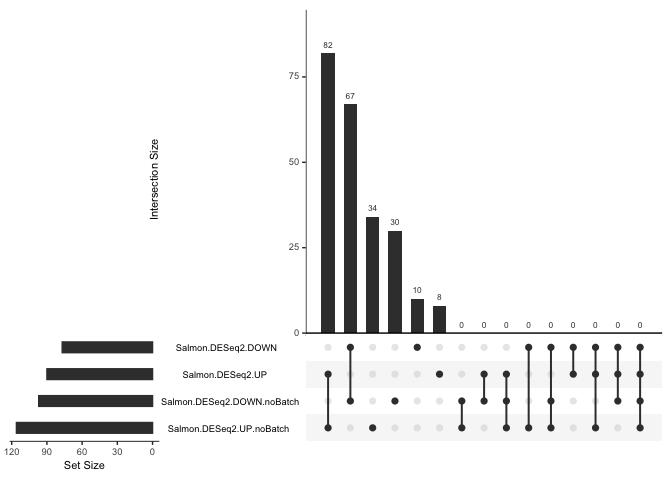 82
67
75
Intersection Size
50
34
30
25
10
8
0 0 0 0 0 0 0 0 0
0
Salmon.DESeq2.DOWN
Salmon.DESeq2.UP
Salmon.DESeq2.DOWN.noBatch
Salmon.DESeq2.UP.noBatch
120 90 60 30 0
Set Size